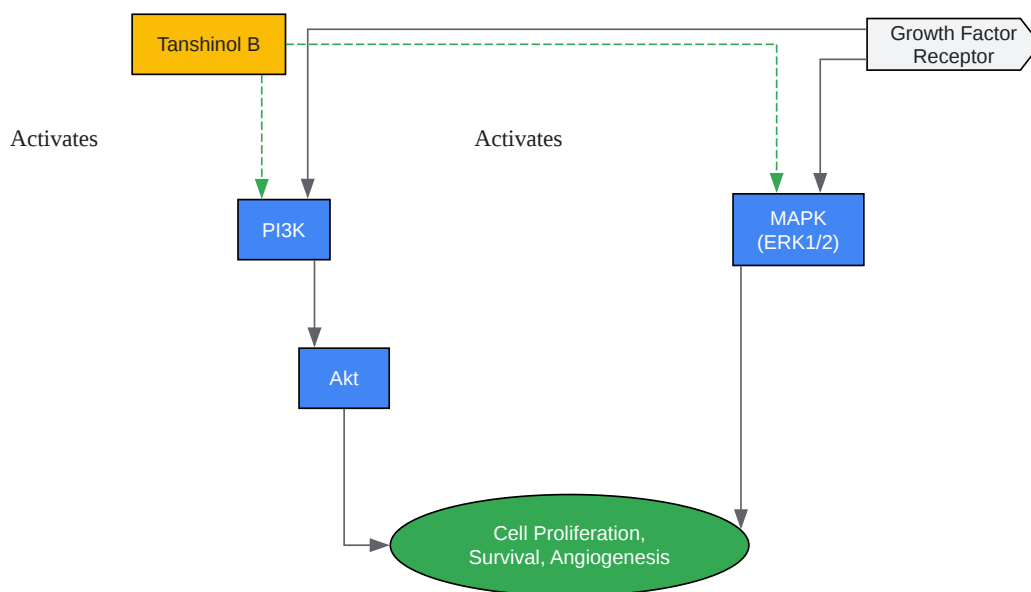 Tanshinol B
Growth Factor
Receptor
Activates
Activates
PI3K
MAPK
(ERK1/2)
Akt
Cell Proliferation,
Survival, Angiogenesis